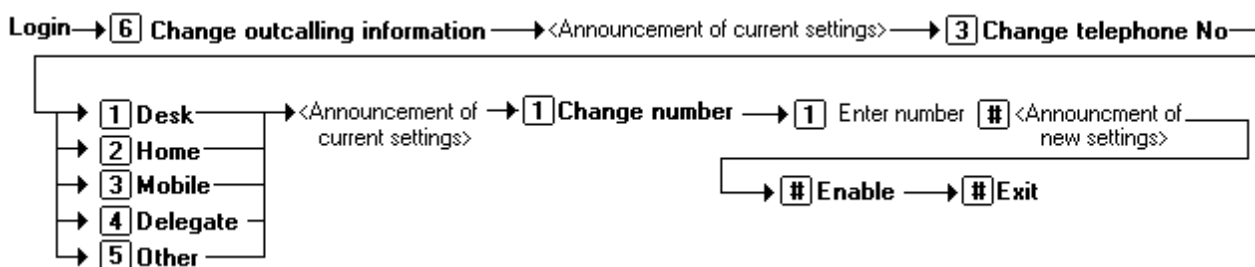 Login 6 Change outcalling information <Announcement of current settings> 3 Change telephone No
1 Desk <Announcement of current settings> 1 Change number 1 Enter number # <Announcment of new settings>
2 Home
3 Mobile
4 Delegate
5 Other
# Enable # Exit